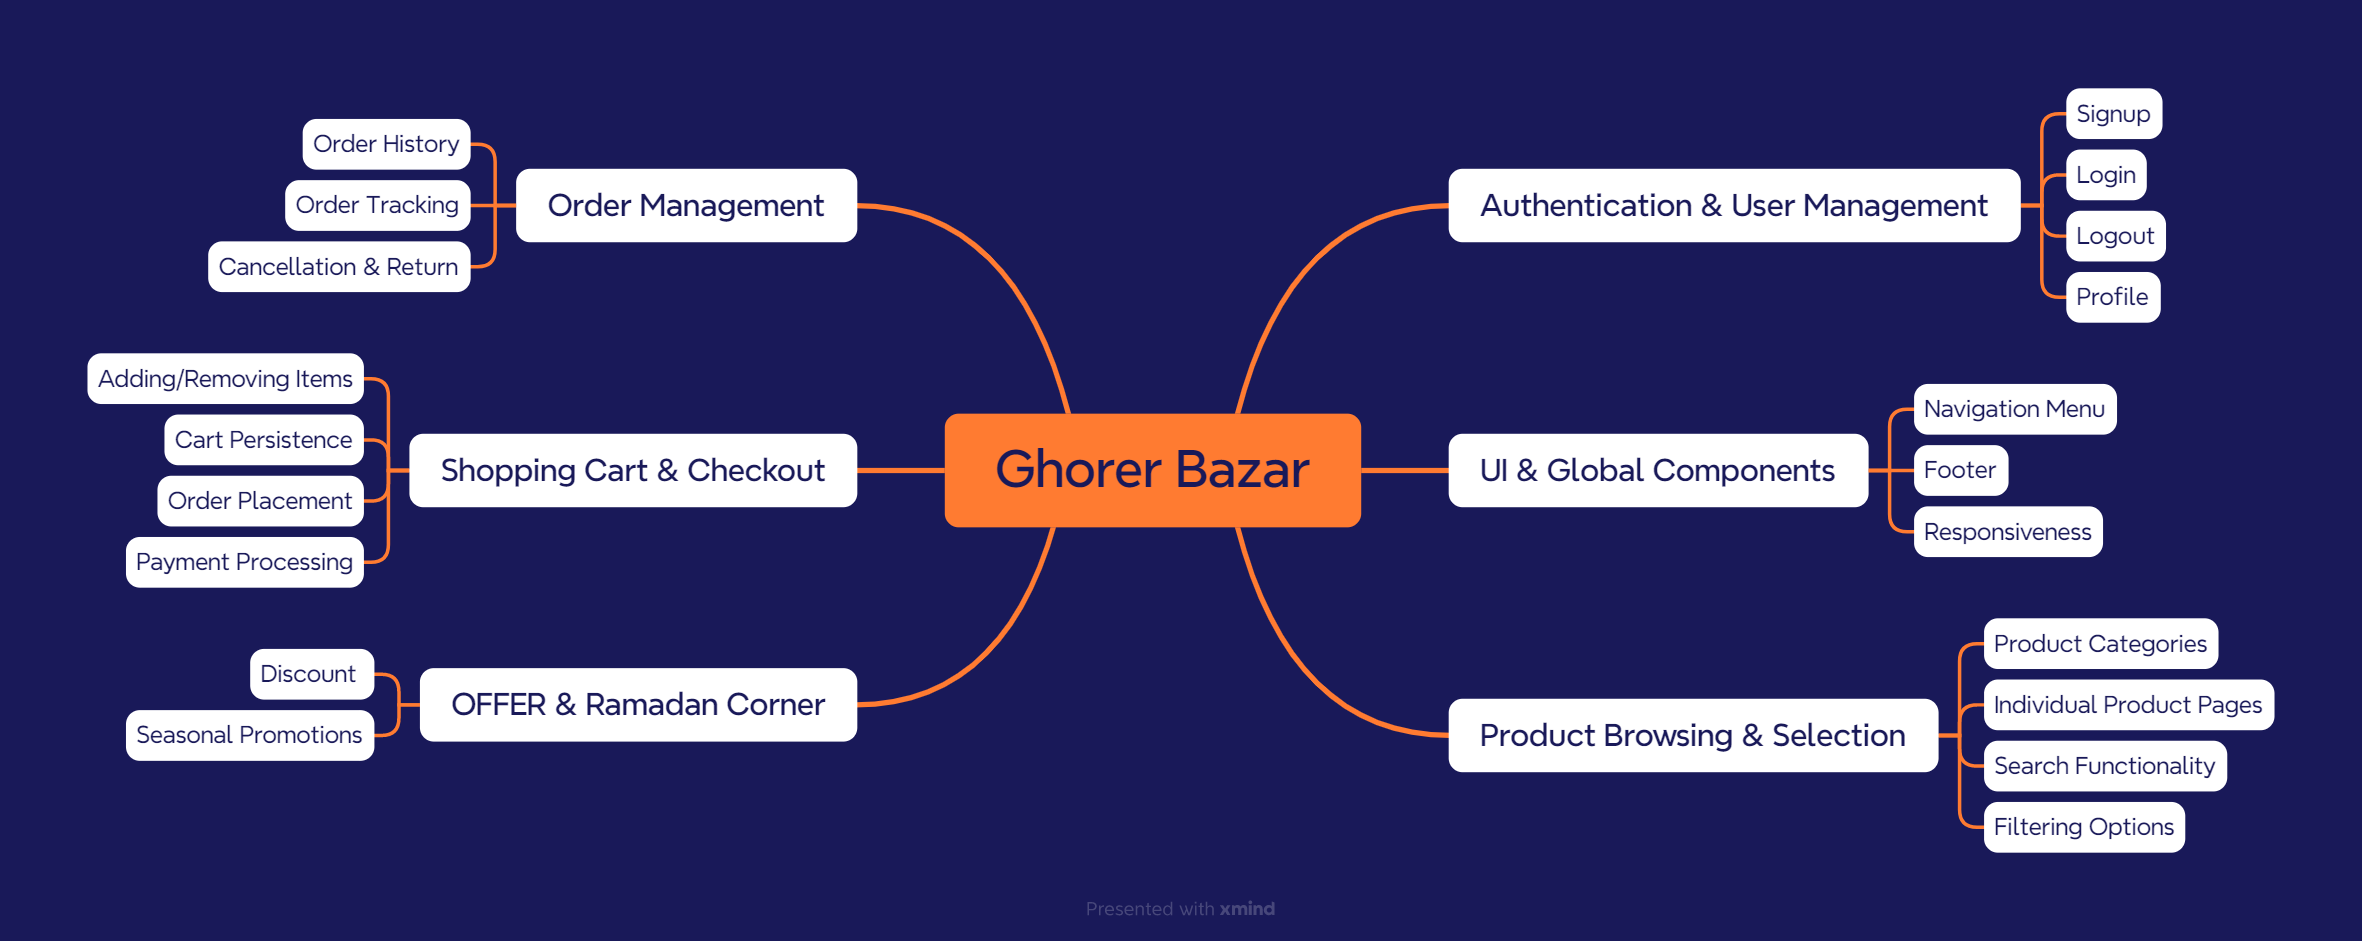 Ghorer Bazar
Authentication & User Management
Signup
Login
Logout
Profile
UI & Global Components
Navigation Menu
Footer
Responsiveness
Product Browsing & Selection
Product Categories
Individual Product Pages
Search Functionality
Filtering Options
Order Management
Order History
Order Tracking
Cancellation & Return
Shopping Cart & Checkout
Adding/Removing Items
Cart Persistence
Order Placement
Payment Processing
OFFER & Ramadan Corner
Discount
Seasonal Promotions
Presented with xmind